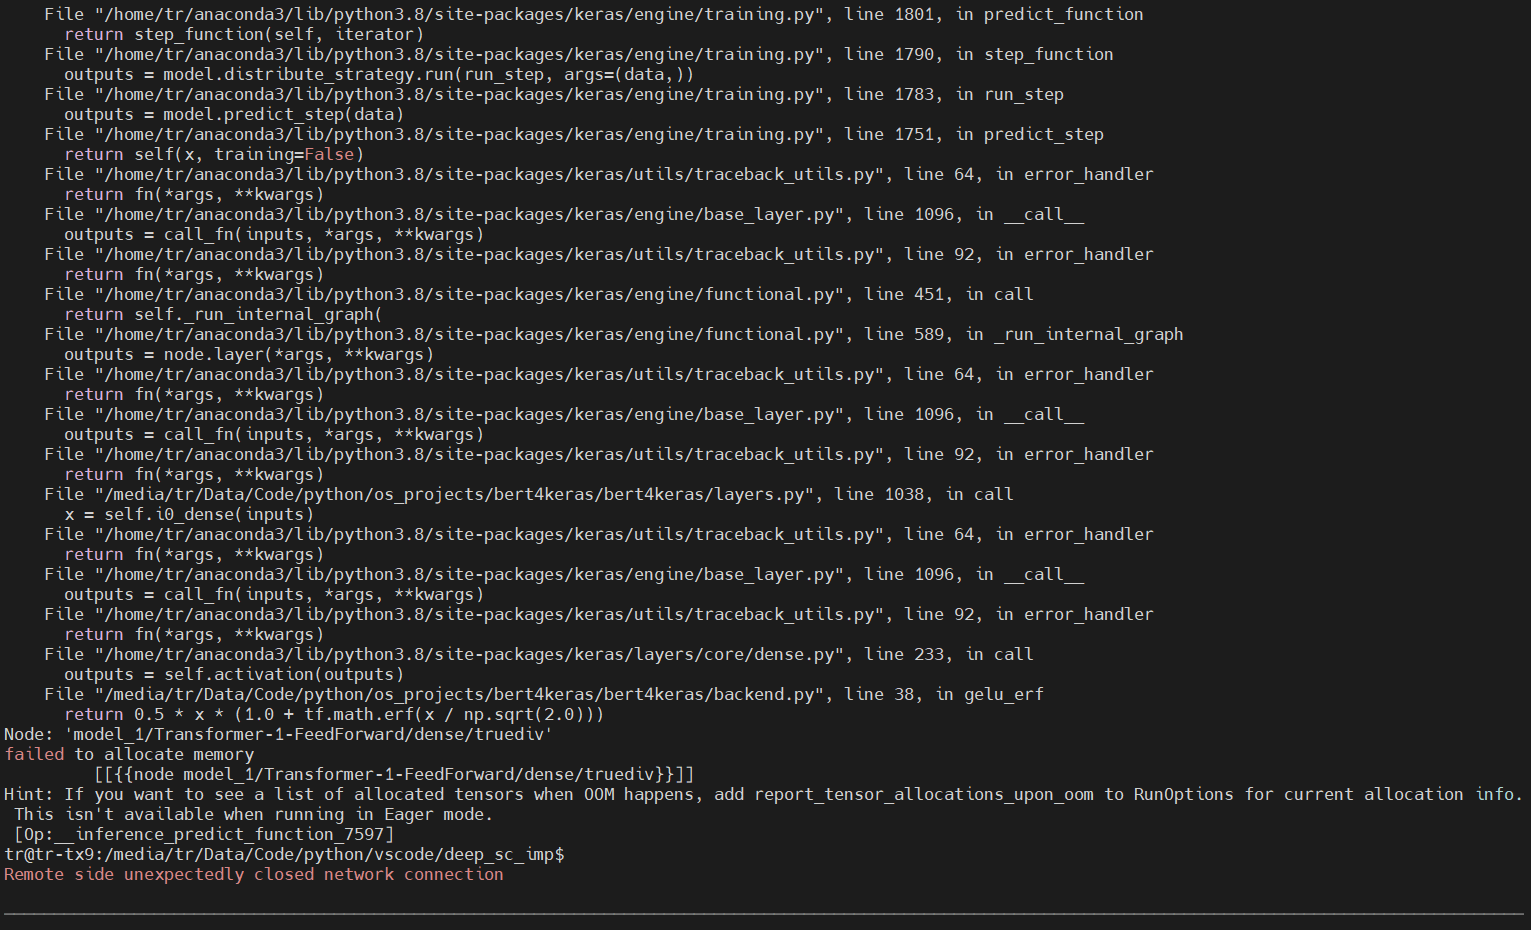 File "/home/tr/anaconda3/lib/python3.8/site-packages/keras/engine/training.py", line 1801, in predict_function
return step_function(self, iterator)
File "/home/tr/anaconda3/lib/python3.8/site-packages/keras/engine/training.py", line 1790, in step_function
outputs = model.distribute_strategy.run(run_step, args=(data,))
File "/home/tr/anaconda3/lib/python3.8/site-packages/keras/engine/training.py", line 1783, in run_step
outputs = model.predict_step(data)
File "/home/tr/anaconda3/lib/python3.8/site-packages/keras/engine/training.py", line 1751, in predict_step
return self(x, training=False)
File "/home/tr/anaconda3/lib/python3.8/site-packages/keras/utils/traceback_utils.py", line 64, in error_handler
return fn(*args, **kwargs)
File "/home/tr/anaconda3/lib/python3.8/site-packages/keras/engine/base_layer.py", line 1096, in __call__
outputs = call_fn(inputs, *args, **kwargs)
File "/home/tr/anaconda3/lib/python3.8/site-packages/keras/utils/traceback_utils.py", line 92, in error_handler
return fn(*args, **kwargs)
File "/home/tr/anaconda3/lib/python3.8/site-packages/keras/engine/functional.py", line 451, in call
return self._run_internal_graph(
File "/home/tr/anaconda3/lib/python3.8/site-packages/keras/engine/functional.py", line 589, in _run_internal_graph
outputs = node.layer(*args, **kwargs)
File "/home/tr/anaconda3/lib/python3.8/site-packages/keras/utils/traceback_utils.py", line 64, in error_handler
return fn(*args, **kwargs)
File "/home/tr/anaconda3/lib/python3.8/site-packages/keras/engine/base_layer.py", line 1096, in __call__
outputs = call_fn(inputs, *args, **kwargs)
File "/home/tr/anaconda3/lib/python3.8/site-packages/keras/utils/traceback_utils.py", line 92, in error_handler
return fn(*args, **kwargs)
File "/media/tr/Data/Code/python/os_projects/bert4keras/bert4keras/layers.py", line 1038, in call
x = self.i0_dense(inputs)
File "/home/tr/anaconda3/lib/python3.8/site-packages/keras/utils/traceback_utils.py", line 64, in error_handler
return fn(*args, **kwargs)
File "/home/tr/anaconda3/lib/python3.8/site-packages/keras/engine/base_layer.py", line 1096, in __call__
outputs = call_fn(inputs, *args, **kwargs)
File "/home/tr/anaconda3/lib/python3.8/site-packages/keras/utils/traceback_utils.py", line 92, in error_handler
return fn(*args, **kwargs)
File "/home/tr/anaconda3/lib/python3.8/site-packages/keras/layers/core/dense.py", line 233, in call
outputs = self.activation(outputs)
File "/media/tr/Data/Code/python/os_projects/bert4keras/bert4keras/backend.py", line 38, in gelu_erf
return 0.5 * x * (1.0 + tf.math.erf(x / np.sqrt(2.0)))
Node: 'model_1/Transformer-1-FeedForward/dense/truediv'
failed to allocate memory
[[{{node model_1/Transformer-1-FeedForward/dense/truediv}}]]
Hint: If you want to see a list of allocated tensors when OOM happens, add report_tensor_allocations_upon_oom to RunOptions for current allocation info.
This isn't available when running in Eager mode.
[Op:__inference_predict_function_7597]
tr@tr-tx9:/media/tr/Data/Code/python/vscode/deep_sc_imp$
Remote side unexpectedly closed network connection